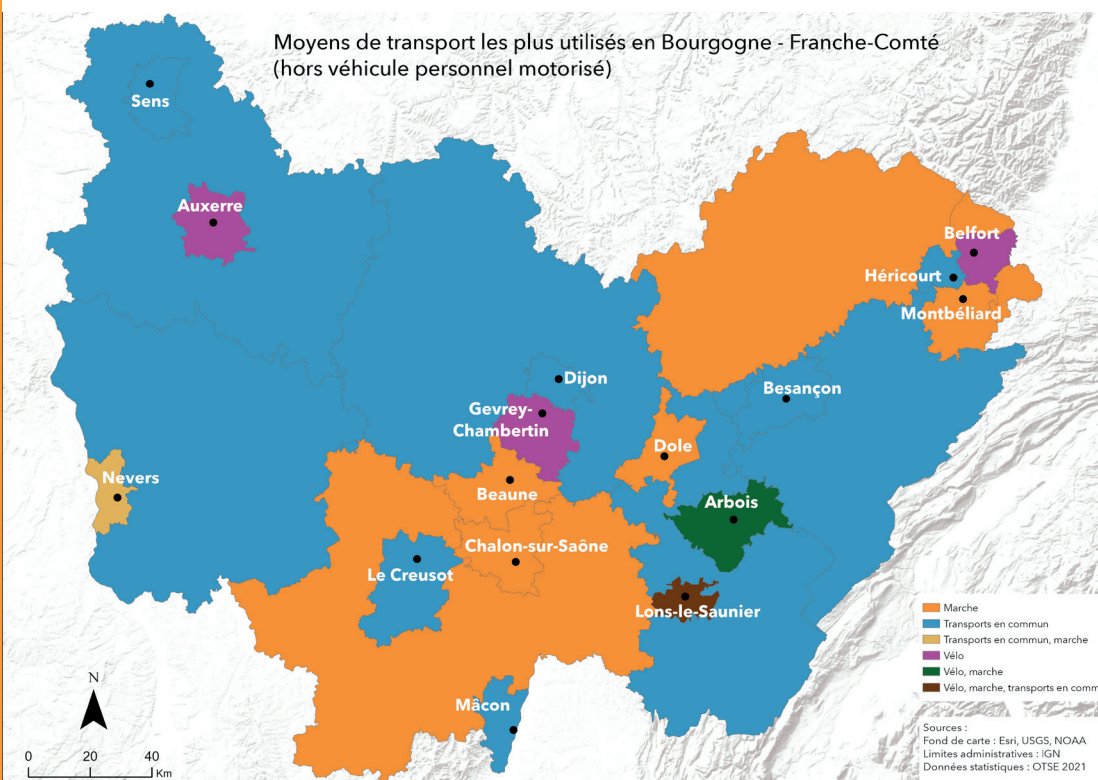 Moyens de transport les plus utilisés en Bourgogne - Franche-Comté
(hors véhicule personnel motorisé)
Sens
Auxerre
Belfort
Héricourt
Montbéliard
Dijon
Besançon
Gevrey-
Chambertin
Dole
Nevers
Beaune
Arbois
Chalon-sur-Saône
Le Creusot
Lons-le-Saunier
Mâcon
Marche
Transports en commun
Transports en commun, marche
Vélo
Vélo, marche
Vélo, marche, transports en comm
N
0 20 40
Km
Sources :
Fond de carte : Esri, USGS, NOAA
Limites administratives : IGN
Données statistiques : OTSE 2021